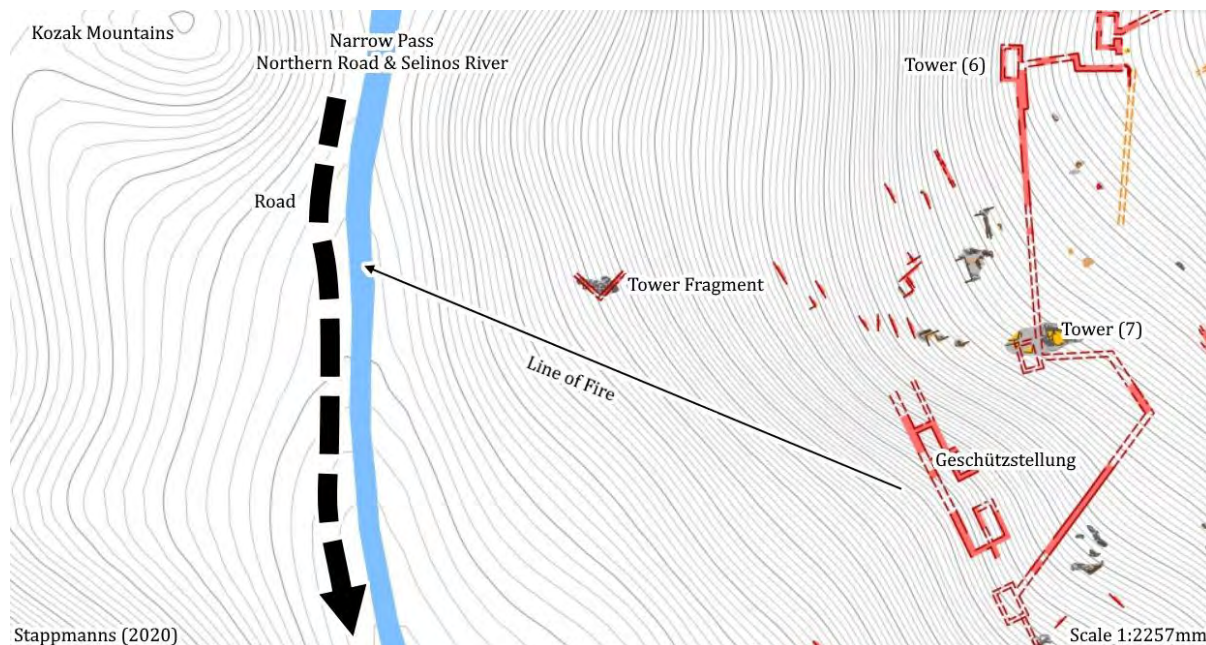 Kozak Mountains
Narrow Pass
Northern Road & Selinos River
Tower (6)
Road
Tower Fragment
Tower (7)
Line of Fire
Geschützstellung
Stappmanns (2020)
Scale 1:2257mm